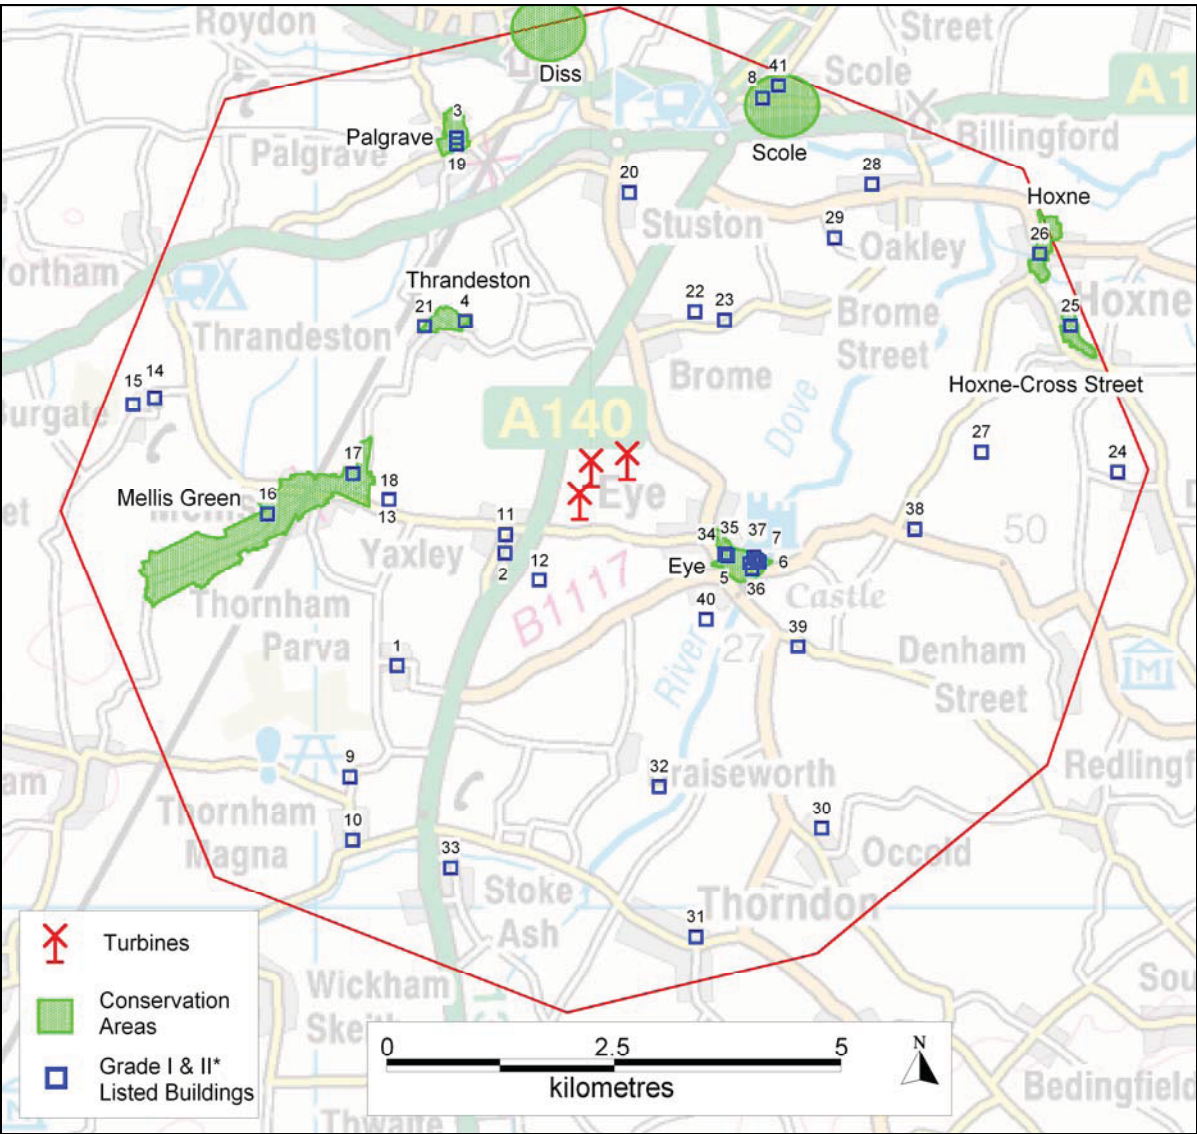 Roydon
Street
Diss
41
8
Scole
A1
3
Palgrave
Palgrave
19
Scole
Billingford
20
28
Hoxne
Stuston
29
Oakley
26
Thrandeston
22
23
21
4
Brome
Street
25
Hoxne
Thrandesto
Brome
Hoxne-Cross Street
15
14
Burgate
A140
Dove
27
24
17
Mellis Green
16
18
13
Eye
38
50
11
34
35
37
7
Yaxley
Eye
6
2
12
5
36
B1117
Castle
Thornham
Parva
40
39
27
Denham
Street
1
River
9
32
raiseworth
Redlingf
am
Thornham
Magna
10
30
Occold
33
Stoke
Ash
Thorndon
31
Turbines
Conservation
Areas
Grade I & II*
Listed Buildings
Wickham
Skeith
Sou
0
2.5
5
kilometres
N
Bedingfield
Thwaite